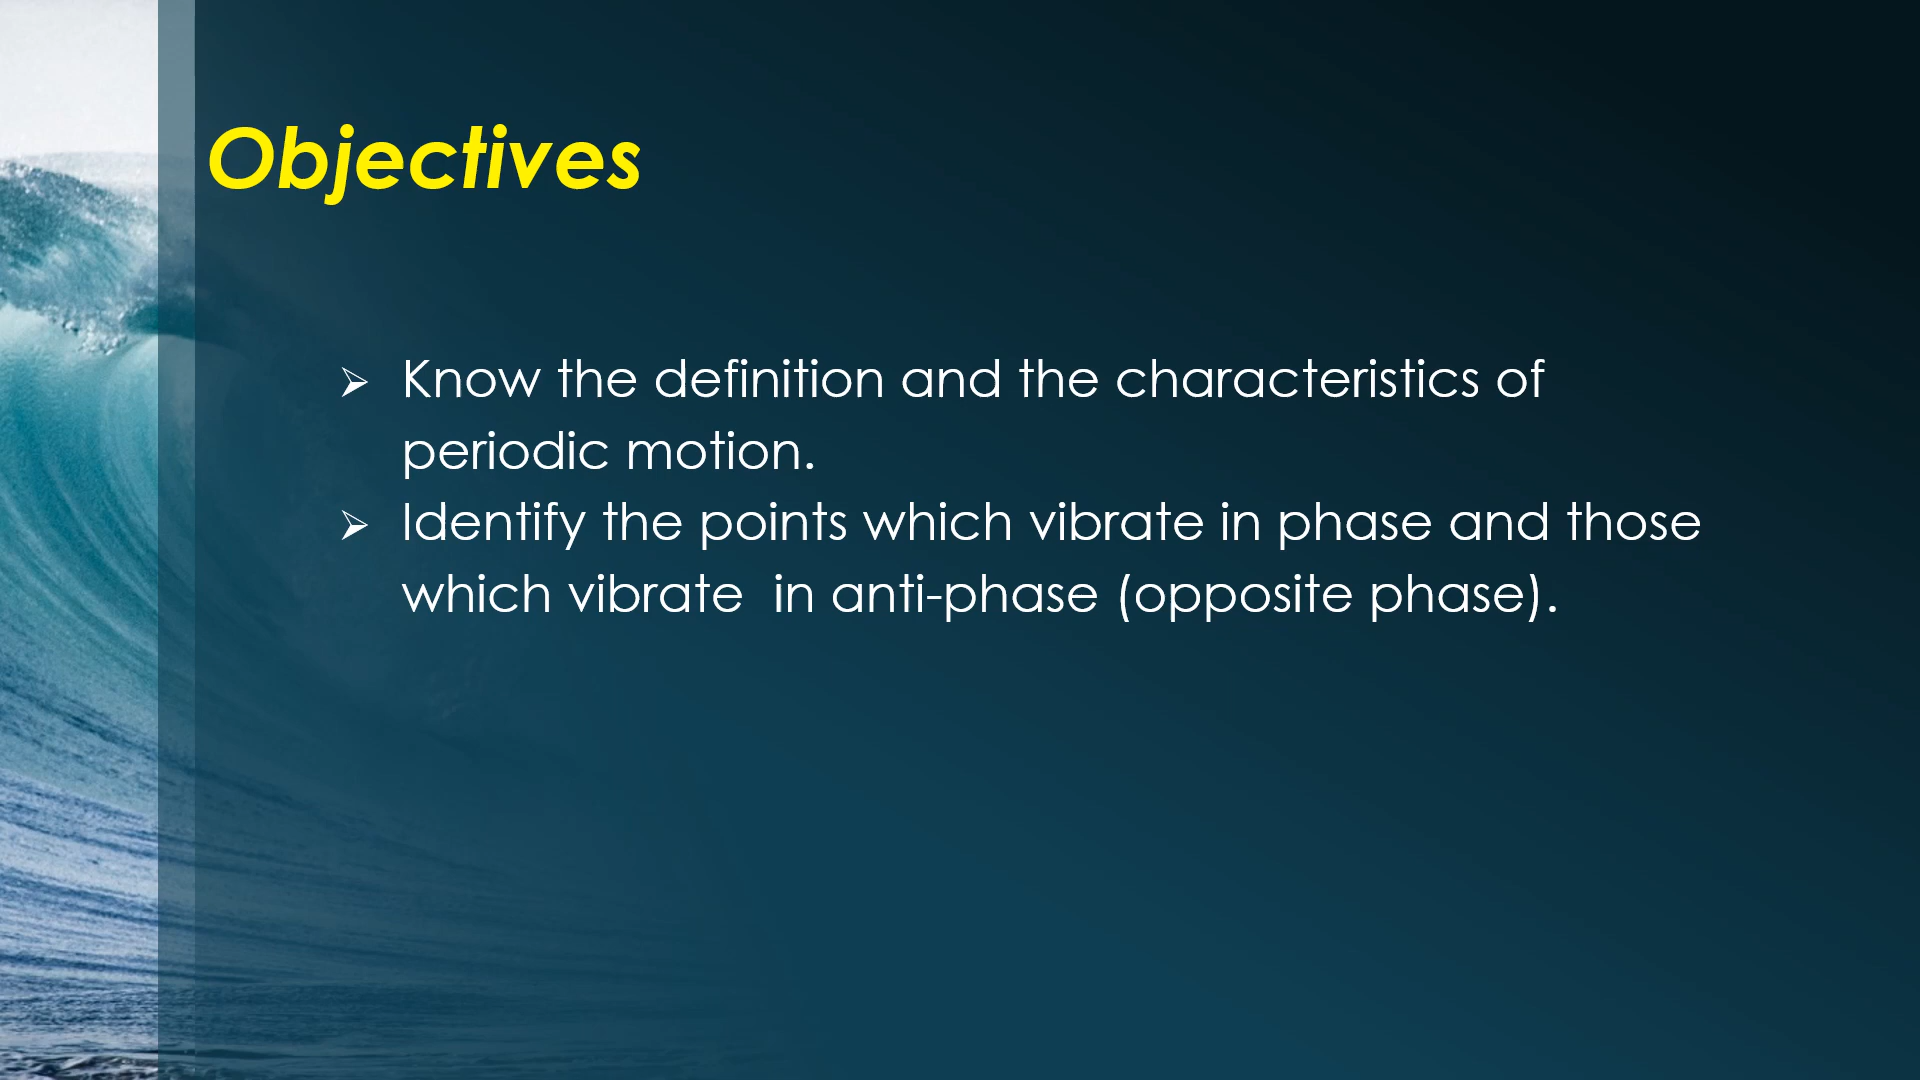 Objectives
➢ Know the definition and the characteristics of
periodic motion.
➢ Identify the points which vibrate in phase and those
which vibrate  in anti-phase (opposite phase).